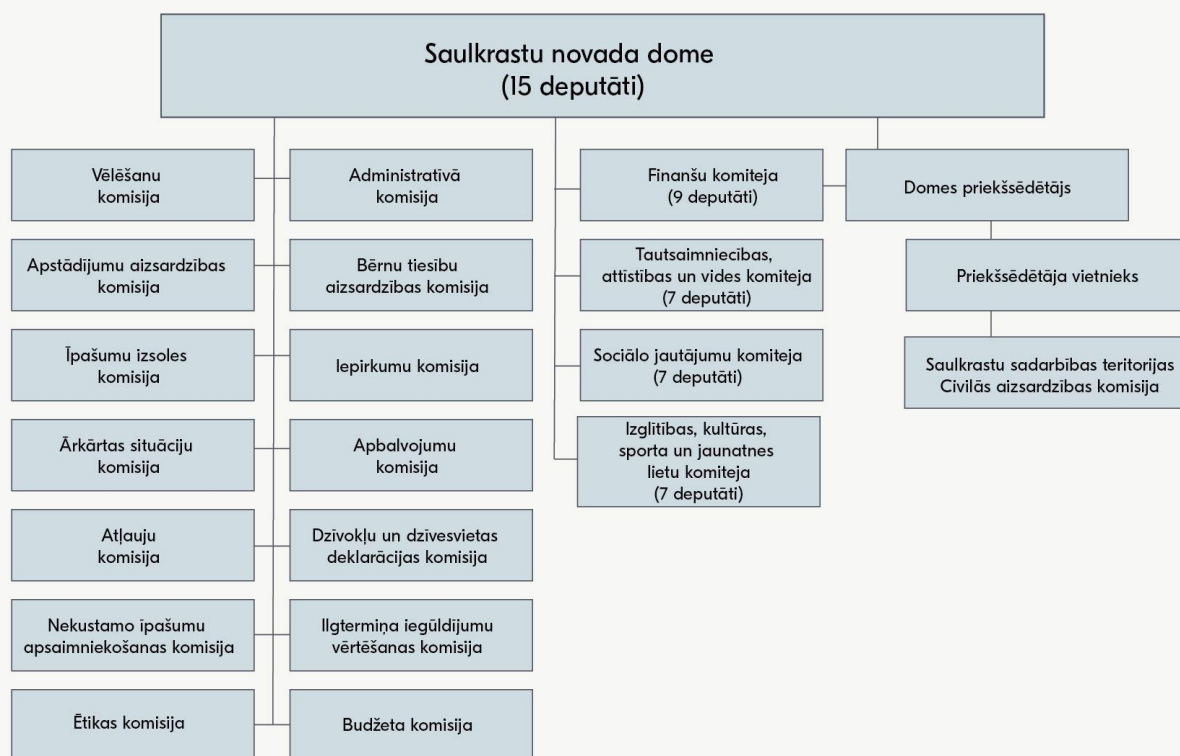 Saulkrastu novada dome
(15 deputāti)
Vēlēšanu
komisija
Administratīvā
komisija
Finanšu komiteja
(9 deputāti)
Domes priekšsēdētājs
Apstādījumu aizsardzības
komisija
Bērnu tiesību
aizsardzības komisija
Tautsaimniecības,
attīstības un vides komiteja
(7 deputāti)
Priekšsēdētāja vietnieks
Īpašumu izsoles
komisija
Iepirkumu komisija
Sociālo jautājumu komiteja
(7 deputāti)
Saulkrastu sadarbības teritorijas
Civilās aizsardzības komisija
Ārkārtas situāciju
komisija
Apbalvojumu
komisija
Izglītības, kultūras,
sporta un jaunatnes
lietu komiteja
(7 deputāti)
Atļauju
komisija
Dzīvokļu un dzīvesvietas
deklarācijas komisija
Nekustamo īpašumu
apsaimniekošanas komisija
Ilgtermiņa iegūldījumu
vērtēšanas komisija
Ētikas komisija
Budžeta komisija